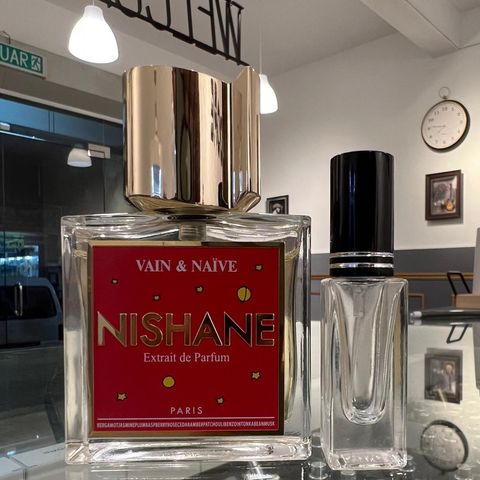 UAR
VAIN & NAÏVE
NISHANE
Extrait de Parfum
PARIS
BERGAMOTJASMINEPLUMRASPBERRYROSECEDARAMBERPATCHOULIBENZOINTONKABEANMUSK